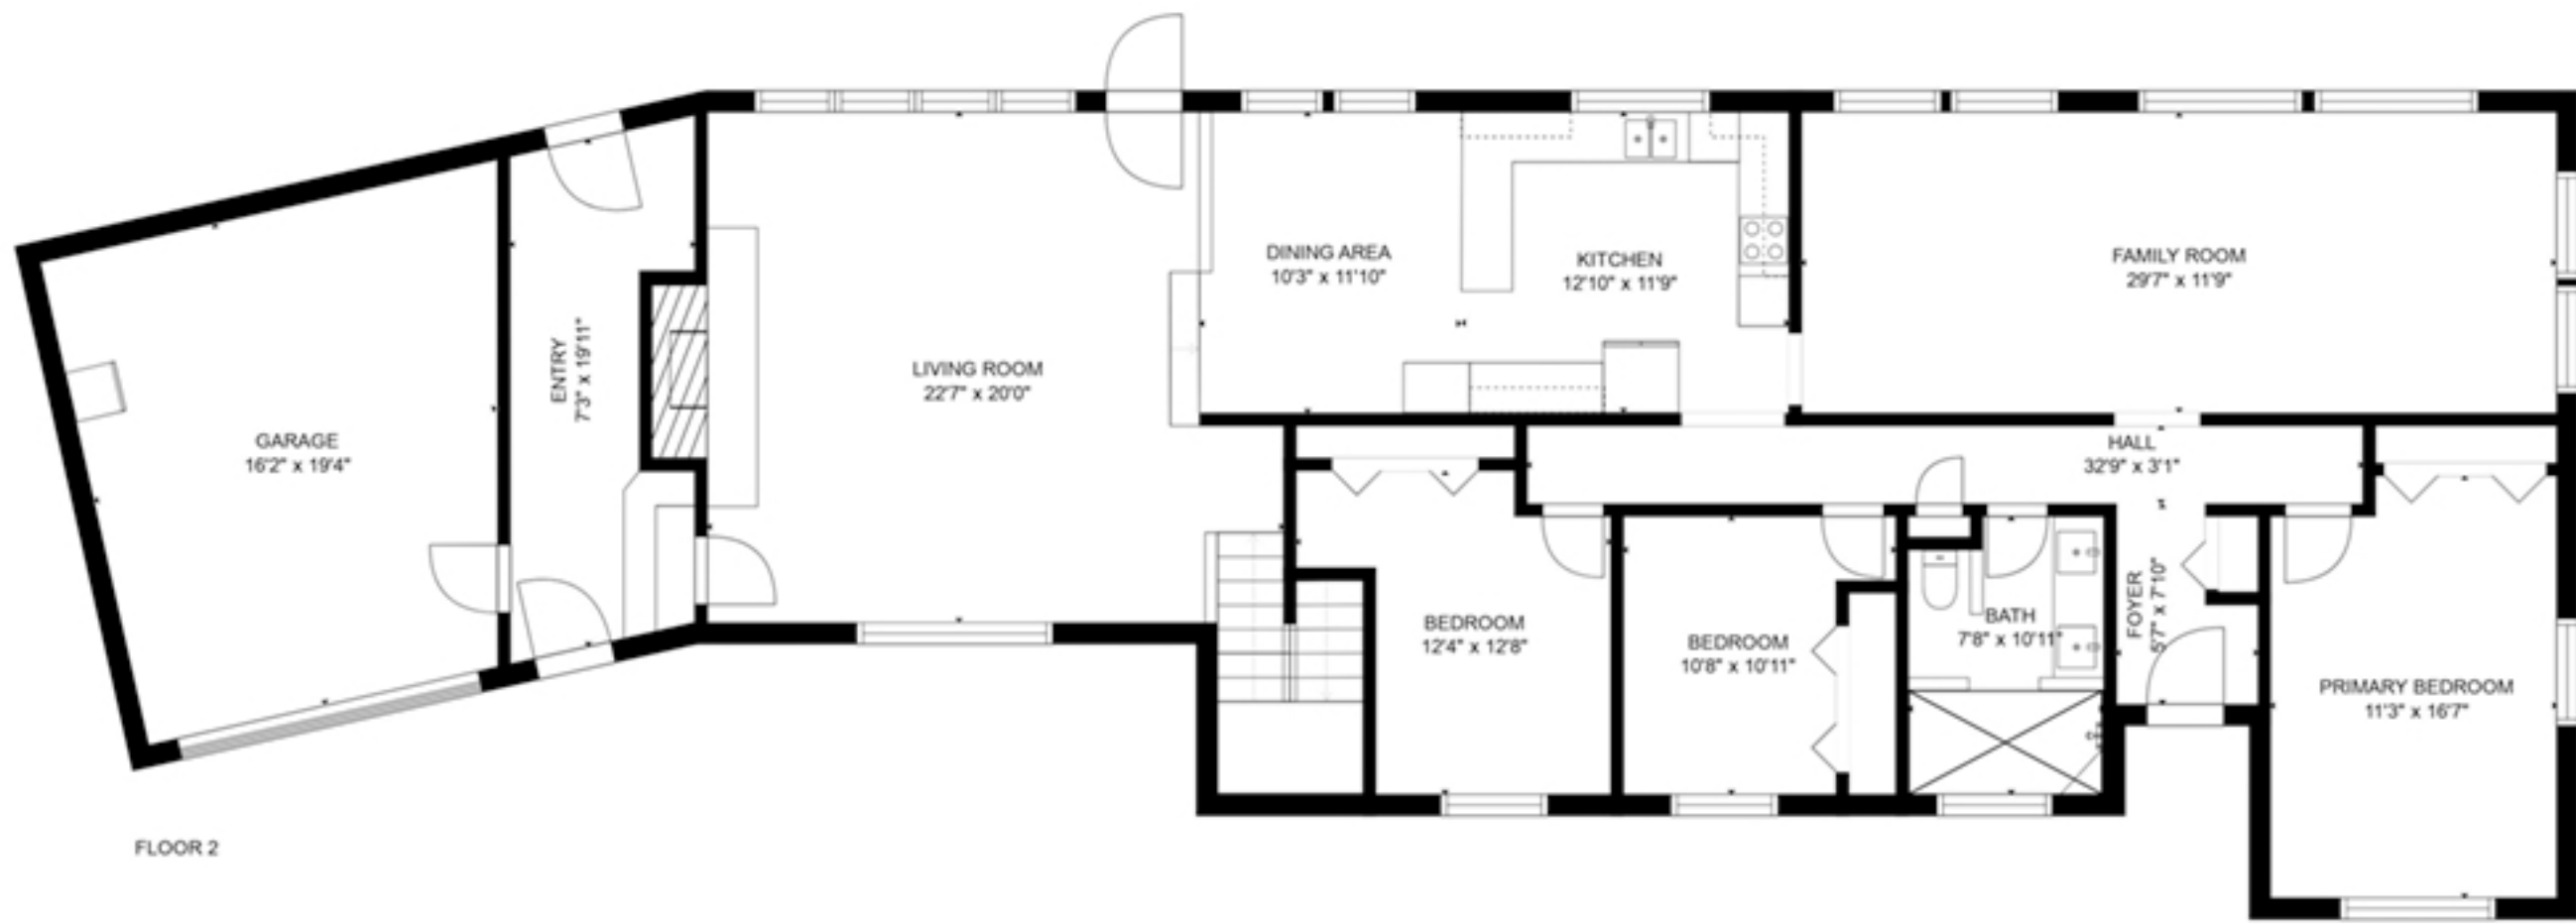 GARAGE
16'2" x 19'4"
ENTRY
7'3" x 19'11"
LIVING ROOM
22'7" x 20'0"
DINING AREA
10'3" x 11'10"
KITCHEN
12'10" x 11'9"
FAMILY ROOM
29'7" x 11'9"
HALL
32'9" x 3'1"
BEDROOM
12'4" x 12'8"
BEDROOM
10'8" x 10'11"
BATH
7'8" x 10'11"
FOYER
5'7" x 7'10"
PRIMARY BEDROOM
11'3" x 16'7"
FLOOR 2